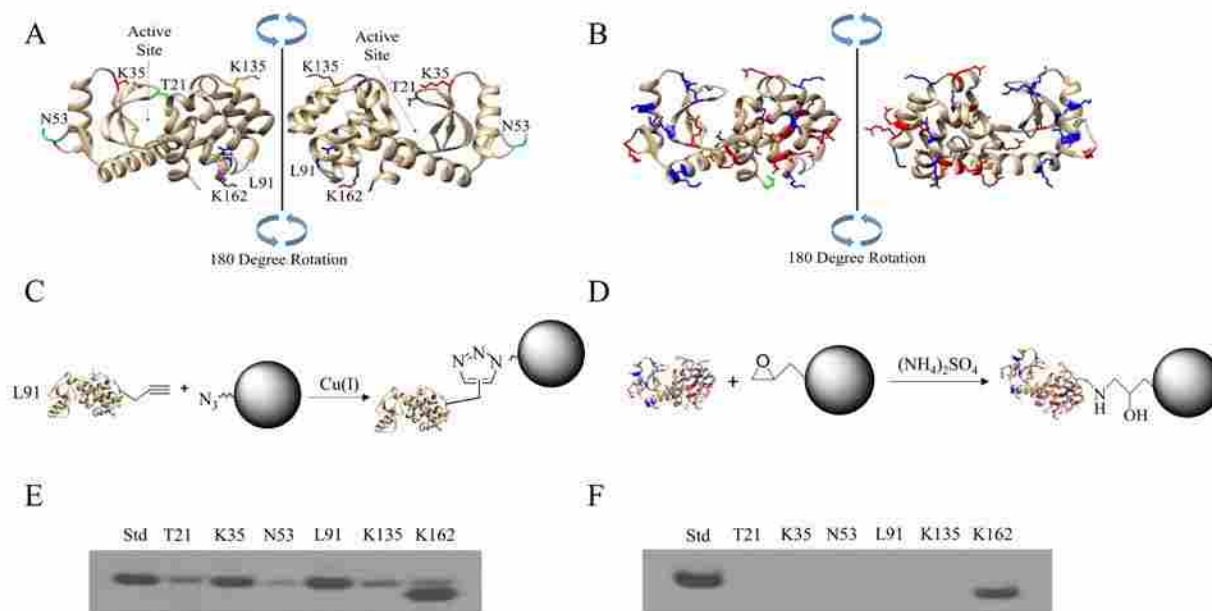 A
Active
Site
K35
T21
K135
N53
L91
K162
K135
Active
Site
T21
K35
N53
L91
K162
180 Degree Rotation
B
180 Degree Rotation
C
L91
+
N3
Cu(I)
N
N
N
D
O
+
(NH4)2SO4
N
H
OH
E
Std T21 K35 N53 L91 K135 K162
F
Std T21 K35 N53 L91 K135 K162